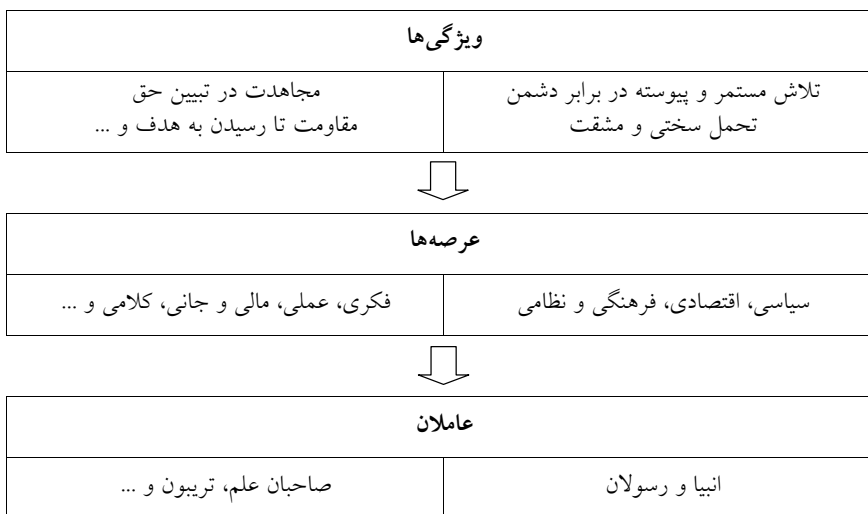 ویژگی‌ها
تلاش مستمر و پیوسته در برابر دشمن
تحمل سختی و مشقت
مجاهدت در تبیین حق
مقاومت تا رسیدن به هدف و ...
عرصه‌ها
سیاسی، اقتصادی، فرهنگی و نظامی
فکری، عملی، مالی و جانی، کلامی و ...
عاملان
انبیا و رسولان
صاحبان علم، تریبون و ...